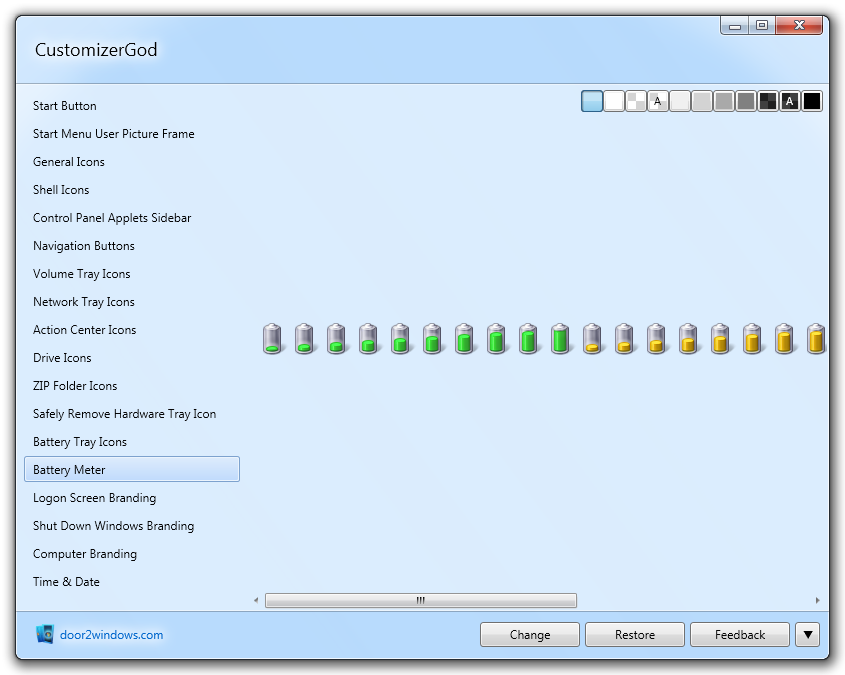 CustomizerGod
A
A
Start Button
Start Menu User Picture Frame
General Icons
Shell Icons
Control Panel Applets Sidebar
Navigation Buttons
Volume Tray Icons
Network Tray Icons
Action Center Icons
Drive Icons
ZIP Folder Icons
Safely Remove Hardware Tray Icon
Battery Tray Icons
Battery Meter
Logon Screen Branding
Shut Down Windows Branding
Computer Branding
Time & Date
door2windows.com
Change
Restore
Feedback